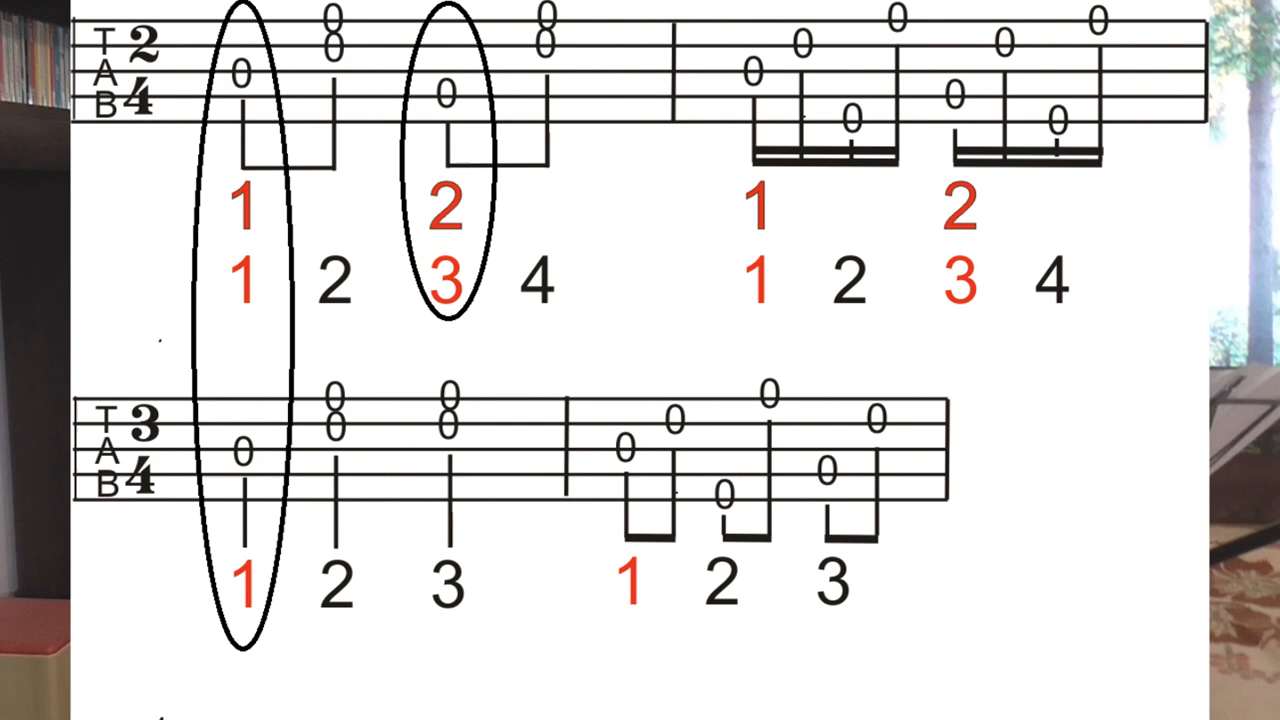 0 0 0 0
T 2 0 0 0 0
A 0 0
B 4 0 0
0 0
1 2 1 2
1 2 3 4 1 2 3 4
0 0 0
T 3 0 0 0 0
A 0 0
B 4 0
0
1 2 3 1 2 3